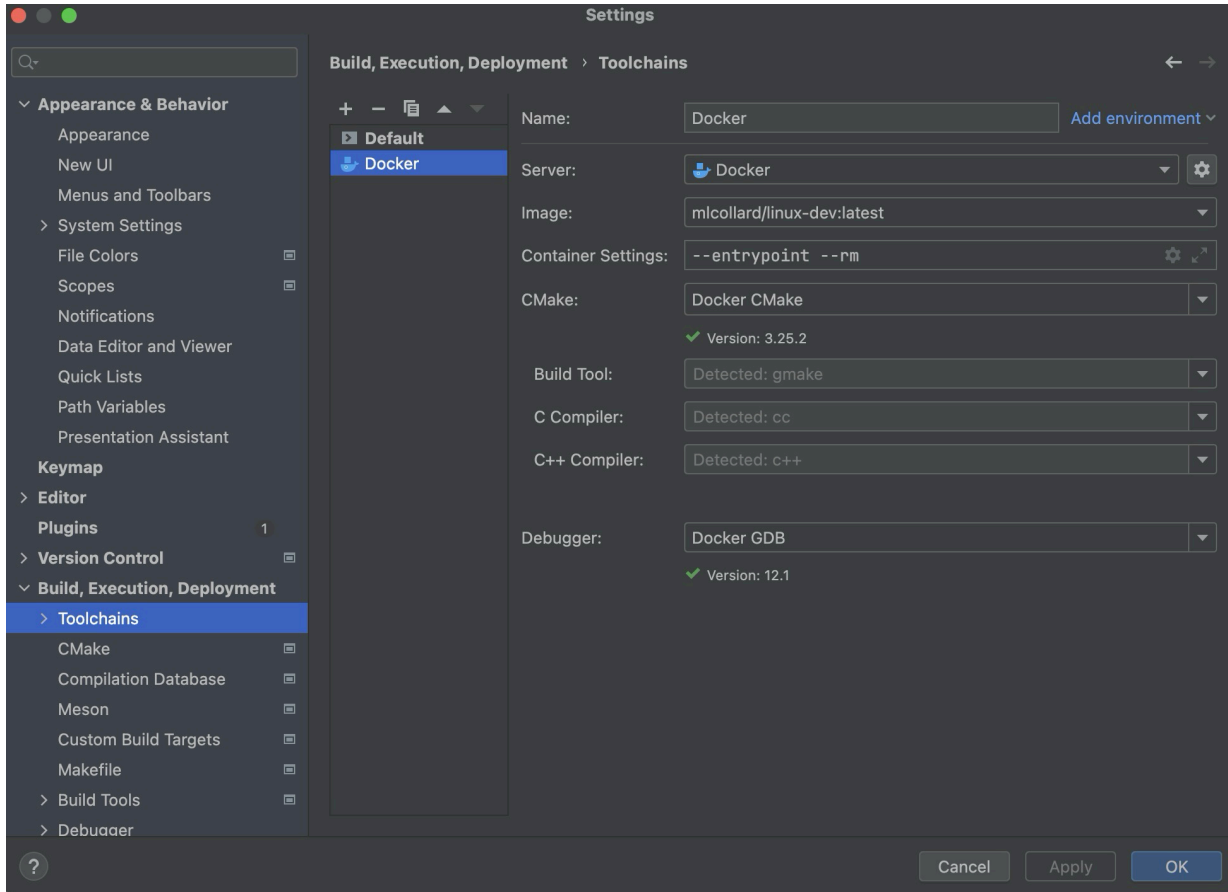 Settings
Appearance & Behavior
Appearance
New UI
Menus and Toolbars
System Settings
File Colors
Scopes
Notifications
Data Editor and Viewer
Quick Lists
Path Variables
Presentation Assistant
Keymap
Editor
Plugins 1
Version Control
Build, Execution, Deployment
Toolchains
CMake
Compilation Database
Meson
Custom Build Targets
Makefile
Build Tools
Debugger
?
Build, Execution, Deployment › Toolchains
Default
Docker
Name: Docker Add environment
Server: Docker
Image: mlcollard/linux-dev:latest
Container Settings: --entrypoint --rm
CMake: Docker CMake
Version: 3.25.2
Build Tool: Detected: gmake
C Compiler: Detected: cc
C++ Compiler: Detected: c++
Debugger: Docker GDB
Version: 12.1
Cancel Apply OK